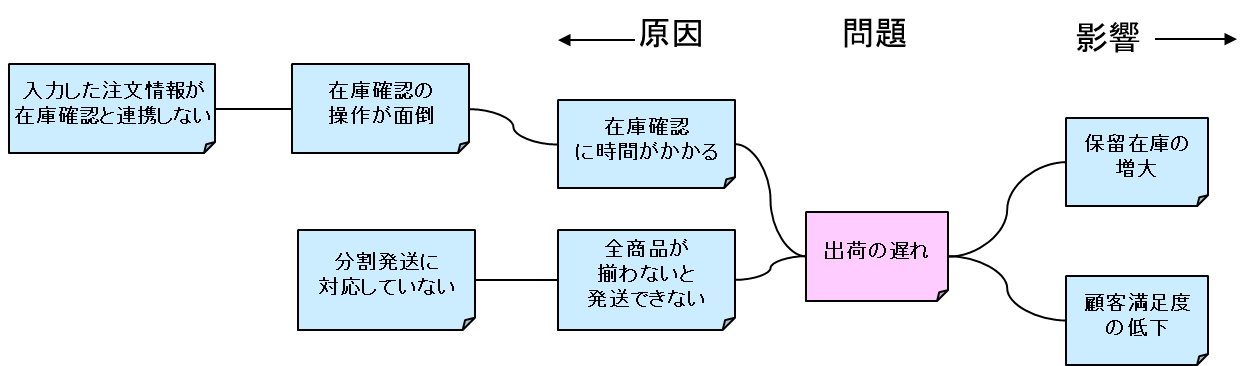 原因
問題
影響
入力した注文情報が
在庫確認と連携しない
在庫確認の
操作が面倒
在庫確認
に時間がかかる
分割発送に
対応していない
全商品が
揃わないと
発送できない
出荷の遅れ
保留在庫の
増大
顧客満足度
の低下